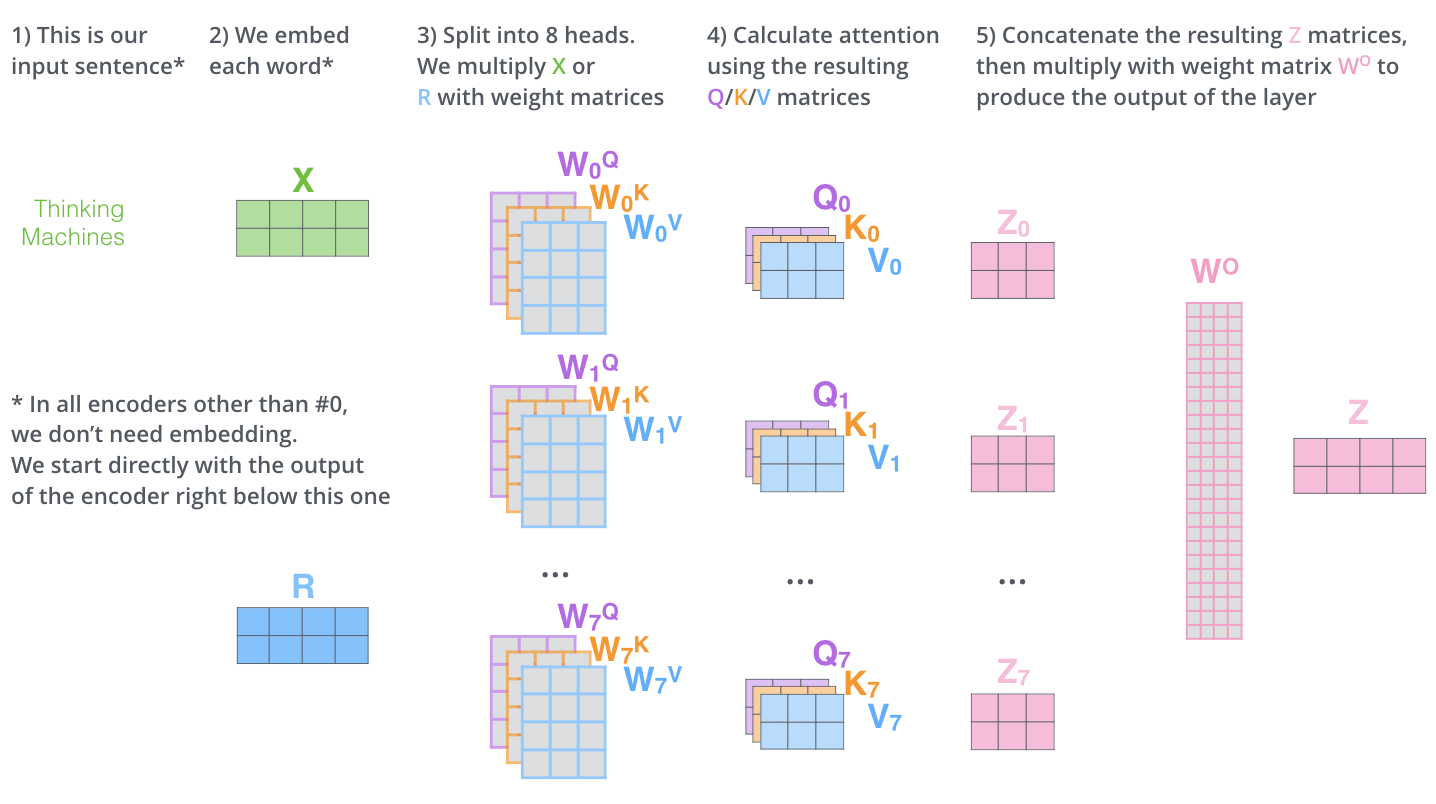 1) This is our
input sentence*
2) We embed
each word*
3) Split into 8 heads.
We multiply X or
R with weight matrices
4) Calculate attention
using the resulting
Q/K/V matrices
5) Concatenate the resulting Z matrices,
then multiply with weight matrix Wᴼ to
produce the output of the layer
Thinking
Machines
X
W₀Q
W₀K
W₀V
Q₀
K₀
V₀
Z₀
Wᴼ
W₁Q
W₁K
W₁V
Q₁
K₁
V₁
Z₁
Z
* In all encoders other than #0,
we don’t need embedding.
We start directly with the output
of the encoder right below this one
...
...
...
R
W₇Q
W₇K
W₇V
Q₇
K₇
V₇
Z₇